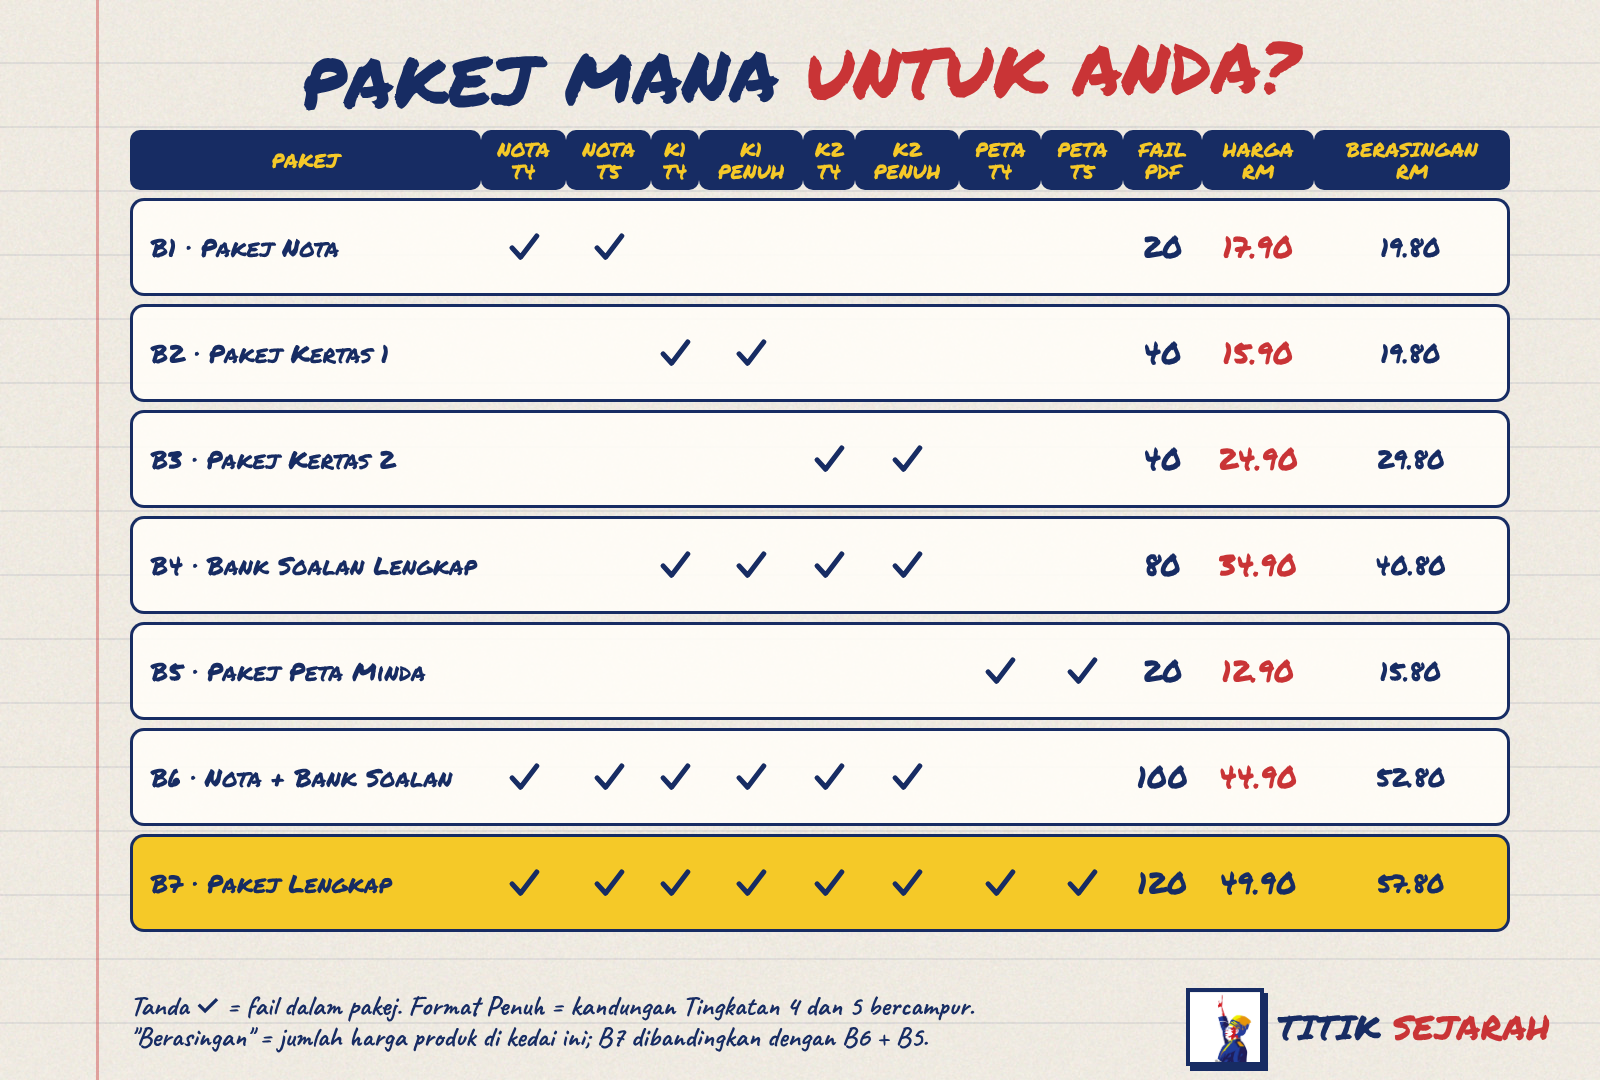 PAKEJ MANA UNTUK ANDA?
PAKEJ NOTA T4 NOTA T5 K1 T4 K1 PENUH K2 T4 K2 PENUH PETA T4 PETA T5 FAIL PDF HARGA RM BERASINGAN RM
B1 · PAKEJ NOTA ✓ ✓ 20 17.90 19.80
B2 · PAKEJ KERTAS 1 ✓ ✓ 40 15.90 19.80
B3 · PAKEJ KERTAS 2 ✓ ✓ 40 24.90 29.80
B4 · BANK SOALAN LENGKAP ✓ ✓ ✓ ✓ 80 34.90 40.80
B5 · PAKEJ PETA MINDA ✓ ✓ 20 12.90 15.80
B6 · NOTA + BANK SOALAN ✓ ✓ ✓ ✓ ✓ ✓ 100 44.90 52.80
B7 · PAKEJ LENGKAP ✓ ✓ ✓ ✓ ✓ ✓ ✓ ✓ 120 49.90 57.80
Tanda ✓ = fail dalam pakej. Format Penuh = kandungan Tingkatan 4 dan 5 bercampur.
"Berasingan" = jumlah harga produk di kedai ini; B7 dibandingkan dengan B6 + B5.
TITIK SEJARAH